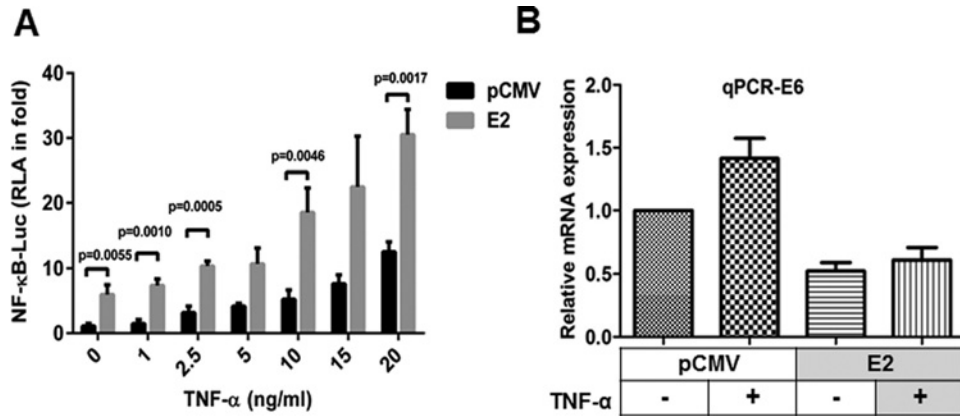 A
NF-κB-Luc (RLA in fold)
40
30
20
10
0
p=0.0055
p=0.0010
p=0.0005
p=0.0046
p=0.0017
pCMV
E2
0
1
2.5
5
10
15
20
TNF-α (ng/ml)
B
qPCR-E6
Relative mRNA expression
2.0
1.5
1.0
0.5
0.0
pCMV E2
TNF-α - + - +